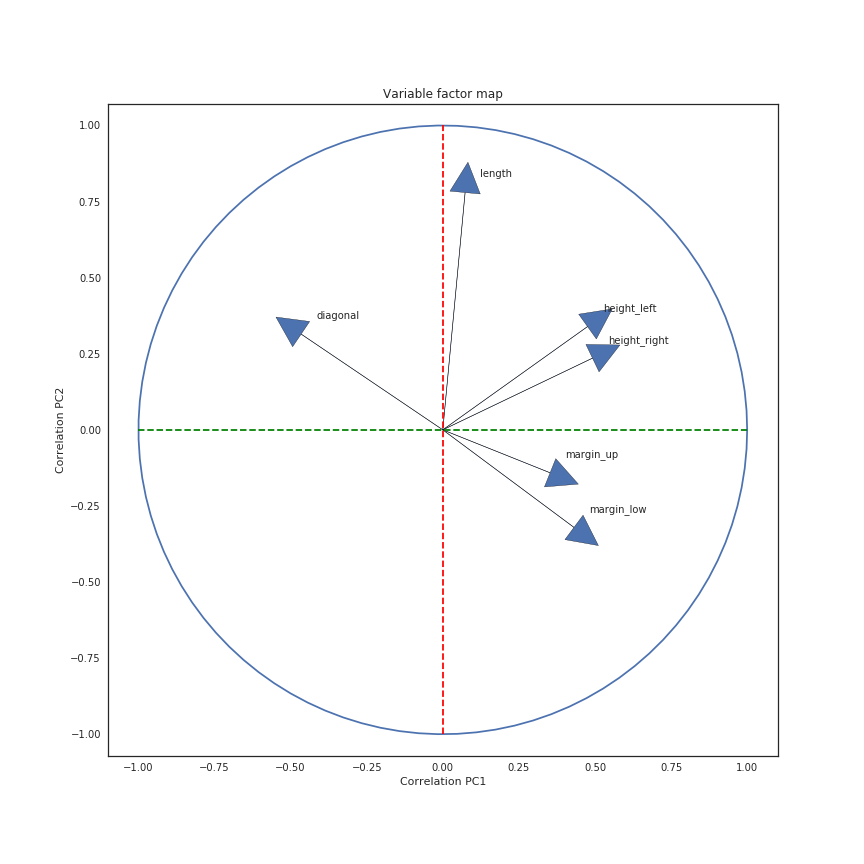 Variable factor map
1.00
0.75
0.50
0.25
0.00
−0.25
−0.50
−0.75
−1.00
Correlation PC2
length
diagonal
height_left
height_right
margin_up
margin_low
−1.00 −0.75 −0.50 −0.25 0.00 0.25 0.50 0.75 1.00
Correlation PC1